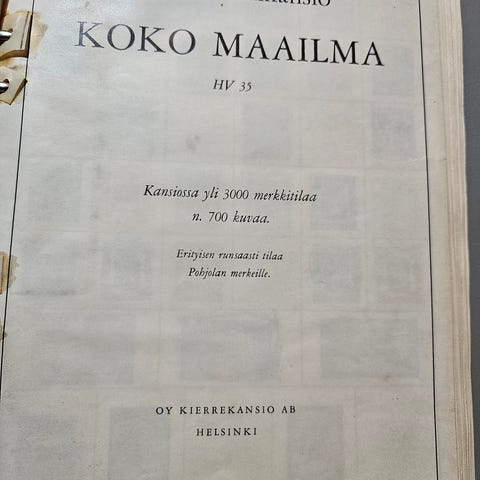 KOKO MAAILMA
HV 35
Kansiossa yli 3000 merkkitilaa
n. 700 kuvaa.
Erityisen runsaasti tilaa
Pohjolan merkeille.
OY KIERREKANSIO AB
HELSINKI